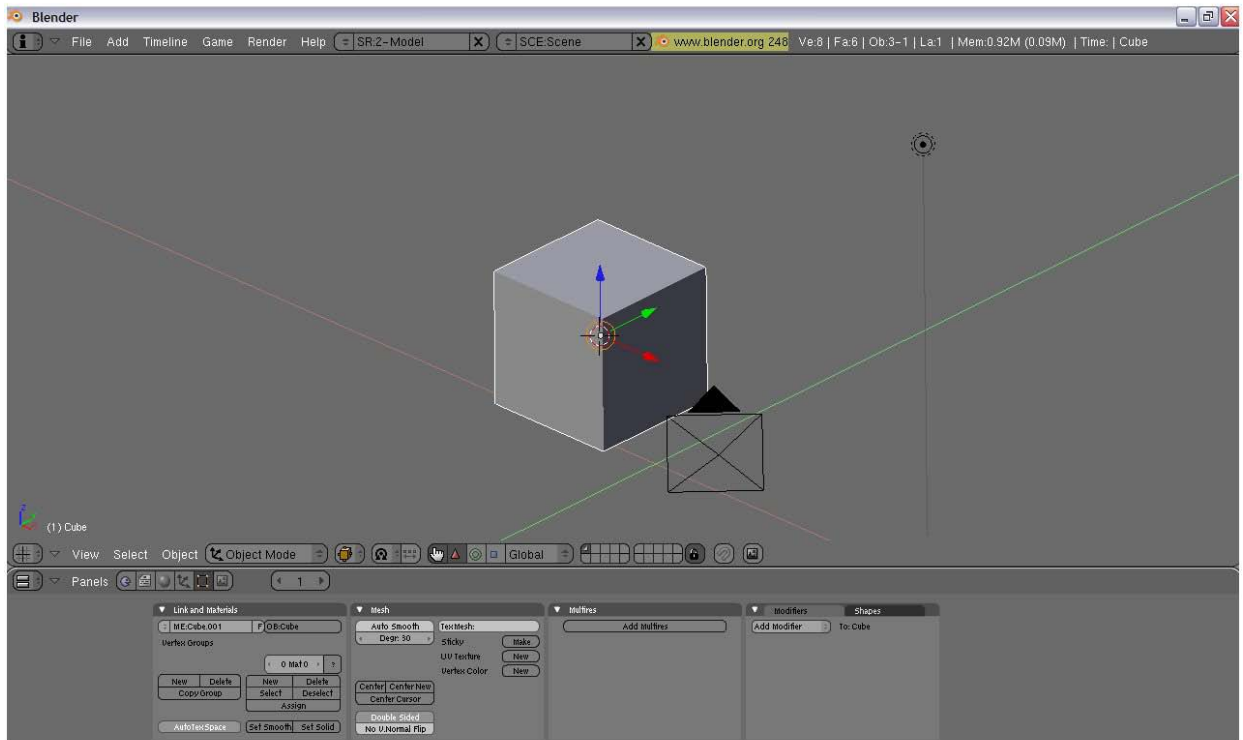 Blender
File Add Timeline Game Render Help SR:2-Model X SCE:Scene X www.blender.org 248 Ve:8 | Fa:6 | Ob:3-1 | La:1 | Mem:0.92M (0.09M) | Time: | Cube
z
(1) Cube
View Select Object Object Mode Global
Panels 1
Link and Materials
ME:Cube.001 F OB:Cube
Vertex Groups
0 Mat 0 ?
New Delete New Delete
Copy Group Select Deselect
Assign
AutoTexSpace Set Smooth Set Solid
Mesh
Auto Smooth TexMesh:
Degr: 30 Sticky Make
UV Texture New
Vertex Color New
Center Center New
Center Cursor
Double Sided
No V.Normal Flip
Multires
Add Multires
Modifiers Shapes
Add Modifier To: Cube